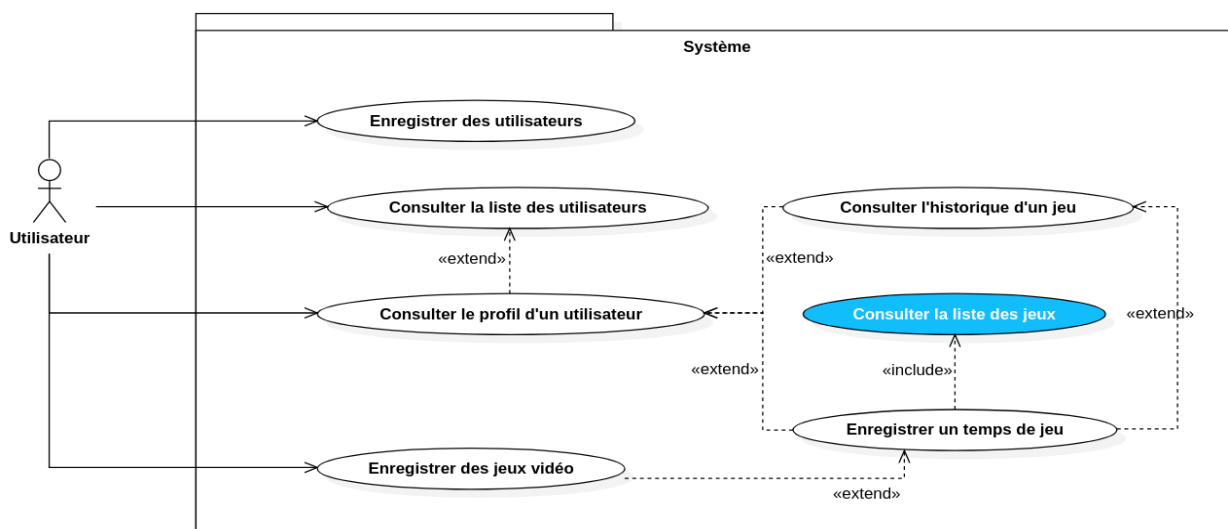 Système
Enregistrer des utilisateurs
Consulter la liste des utilisateurs
Consulter l'historique d'un jeu
Utilisateur
«extend»
«extend»
Consulter le profil d'un utilisateur
Consulter la liste des jeux
«extend»
«extend»
«include»
Enregistrer un temps de jeu
Enregistrer des jeux vidéo
«extend»